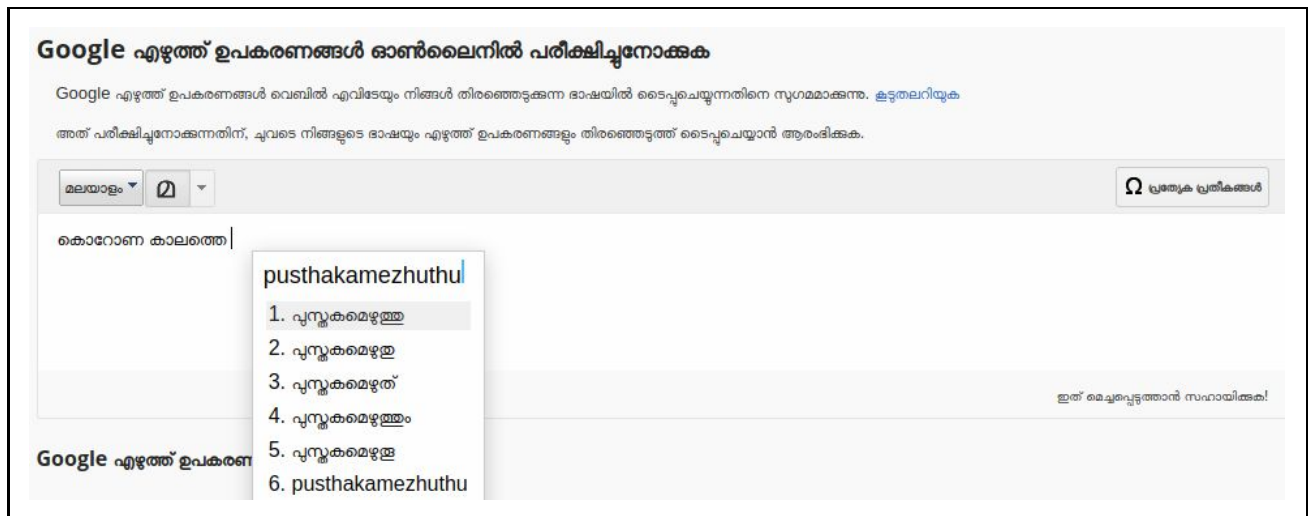 Google എഴുത്ത് ഉപകരണങ്ങൾ ഓൺലൈനിൽ പരീക്ഷിച്ചുനോക്കുക
Google എഴുത്ത് ഉപകരണങ്ങൾ വെബിൽ എവിടേയും നിങ്ങൾ തിരഞ്ഞെടുക്കുന്ന ഭാഷയിൽ ടൈപ്പുചെയ്യുന്നതിനെ സുഗമമാക്കുന്നു. കൂടുതലറിയുക
അത് പരീക്ഷിച്ചുനോക്കുന്നതിന്, ചുവടെ നിങ്ങളുടെ ഭാഷയും എഴുത്ത് ഉപകരണങ്ങളും തിരഞ്ഞെടുത്ത് ടൈപ്പുചെയ്യാൻ ആരംഭിക്കുക.
മലയാളം മ Ω പ്രത്യേക പ്രതീകങ്ങൾ
കൊറോണ കാലത്തെ
pusthakamezhuthu
1. പുസ്തകമെഴുത്തു
2. പുസ്തകമെഴുതു
3. പുസ്തകമെഴുത്
4. പുസ്തകമെഴുത്തും
5. പുസ്തകമെഴുതൂ
6. pusthakamezhuthu
ഇത് മെച്ചപ്പെടുത്താൻ സഹായിക്കുക!
Google എഴുത്ത് ഉപകരണ